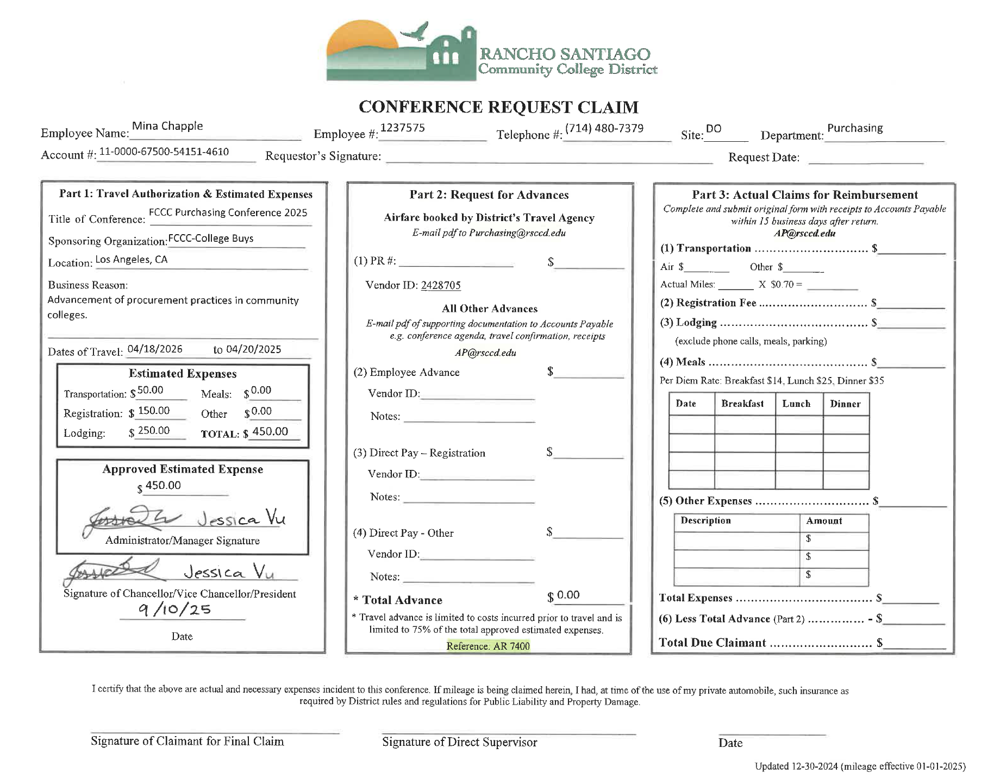 RANCHO SANTIAGO
Community College District
CONFERENCE REQUEST CLAIM
Employee Name: Mina Chapple Employee #: 1237575 Telephone #: (714) 480-7379 Site: DO Department: Purchasing
Account #: 11-0000-67500-54151-4610 Requestor's Signature: Request Date:
Part 1: Travel Authorization & Estimated Expenses
Title of Conference: FCCC Purchasing Conference 2025
Sponsoring Organization: FCCC-College Buys
Location: Los Angeles, CA
Business Reason:
Advancement of procurement practices in community
colleges.
Dates of Travel: 04/18/2026 to 04/20/2025
Estimated Expenses
Transportation: $ 50.00 Meals: $ 0.00
Registration: $ 150.00 Other $ 0.00
Lodging: $ 250.00 TOTAL: $ 450.00
Approved Estimated Expense
$ 450.00
Jessica Vu
Administrator/Manager Signature
Jessica Vu
Signature of Chancellor/Vice Chancellor/President
9/10/25
Date
Part 2: Request for Advances
Airfare booked by District's Travel Agency
E-mail pdf to Purchasing@rsccd.edu
(1) PR #: $
Vendor ID: 2428705
All Other Advances
E-mail pdf of supporting documentation to Accounts Payable
e.g. conference agenda, travel confirmation, receipts
AP@rsccd.edu
(2) Employee Advance $
Vendor ID:
Notes:
(3) Direct Pay – Registration $
Vendor ID:
Notes:
(4) Direct Pay - Other $
Vendor ID:
Notes:
* Total Advance $ 0.00
* Travel advance is limited to costs incurred prior to travel and is
limited to 75% of the total approved estimated expenses.
Reference: AR 7400
Part 3: Actual Claims for Reimbursement
Complete and submit original form with receipts to Accounts Payable
within 15 business days after return.
AP@rsccd.edu
(1) Transportation ................................ $
Air $ Other $
Actual Miles: X $0.70 =
(2) Registration Fee ............................... $
(3) Lodging .......................................... $
(exclude phone calls, meals, parking)
(4) Meals ............................................. $
Per Diem Rate: Breakfast $14, Lunch $25, Dinner $35
Date Breakfast Lunch Dinner
(5) Other Expenses ................................ $
Description Amount
$
$
$
Total Expenses ....................................... $
(6) Less Total Advance (Part 2) ................ - $
Total Due Claimant ............................. $
I certify that the above are actual and necessary expenses incident to this conference. If mileage is being claimed herein, I had, at time of the use of my private automobile, such insurance as
required by District rules and regulations for Public Liability and Property Damage.
Signature of Claimant for Final Claim Signature of Direct Supervisor Date
Updated 12-30-2024 (mileage effective 01-01-2025)